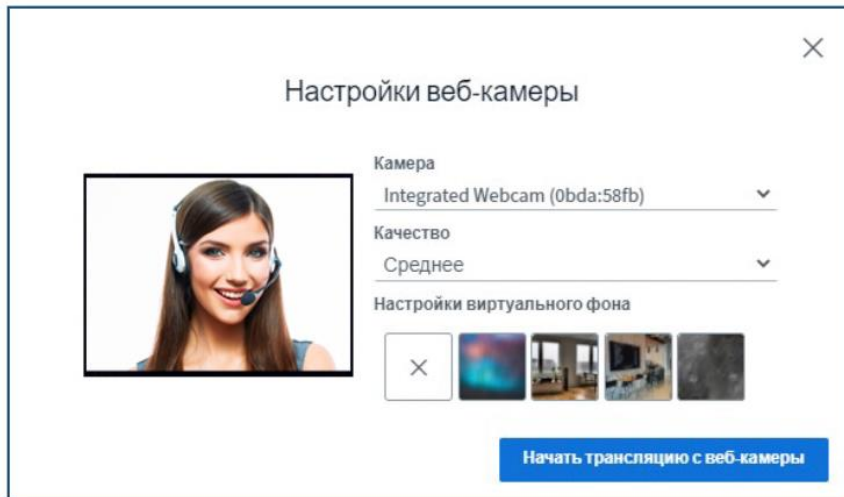 Настройки веб-камеры
Камера
Integrated Webcam (0bda:58fb)
Качество
Среднее
Настройки виртуального фона
Начать трансляцию с веб-камеры